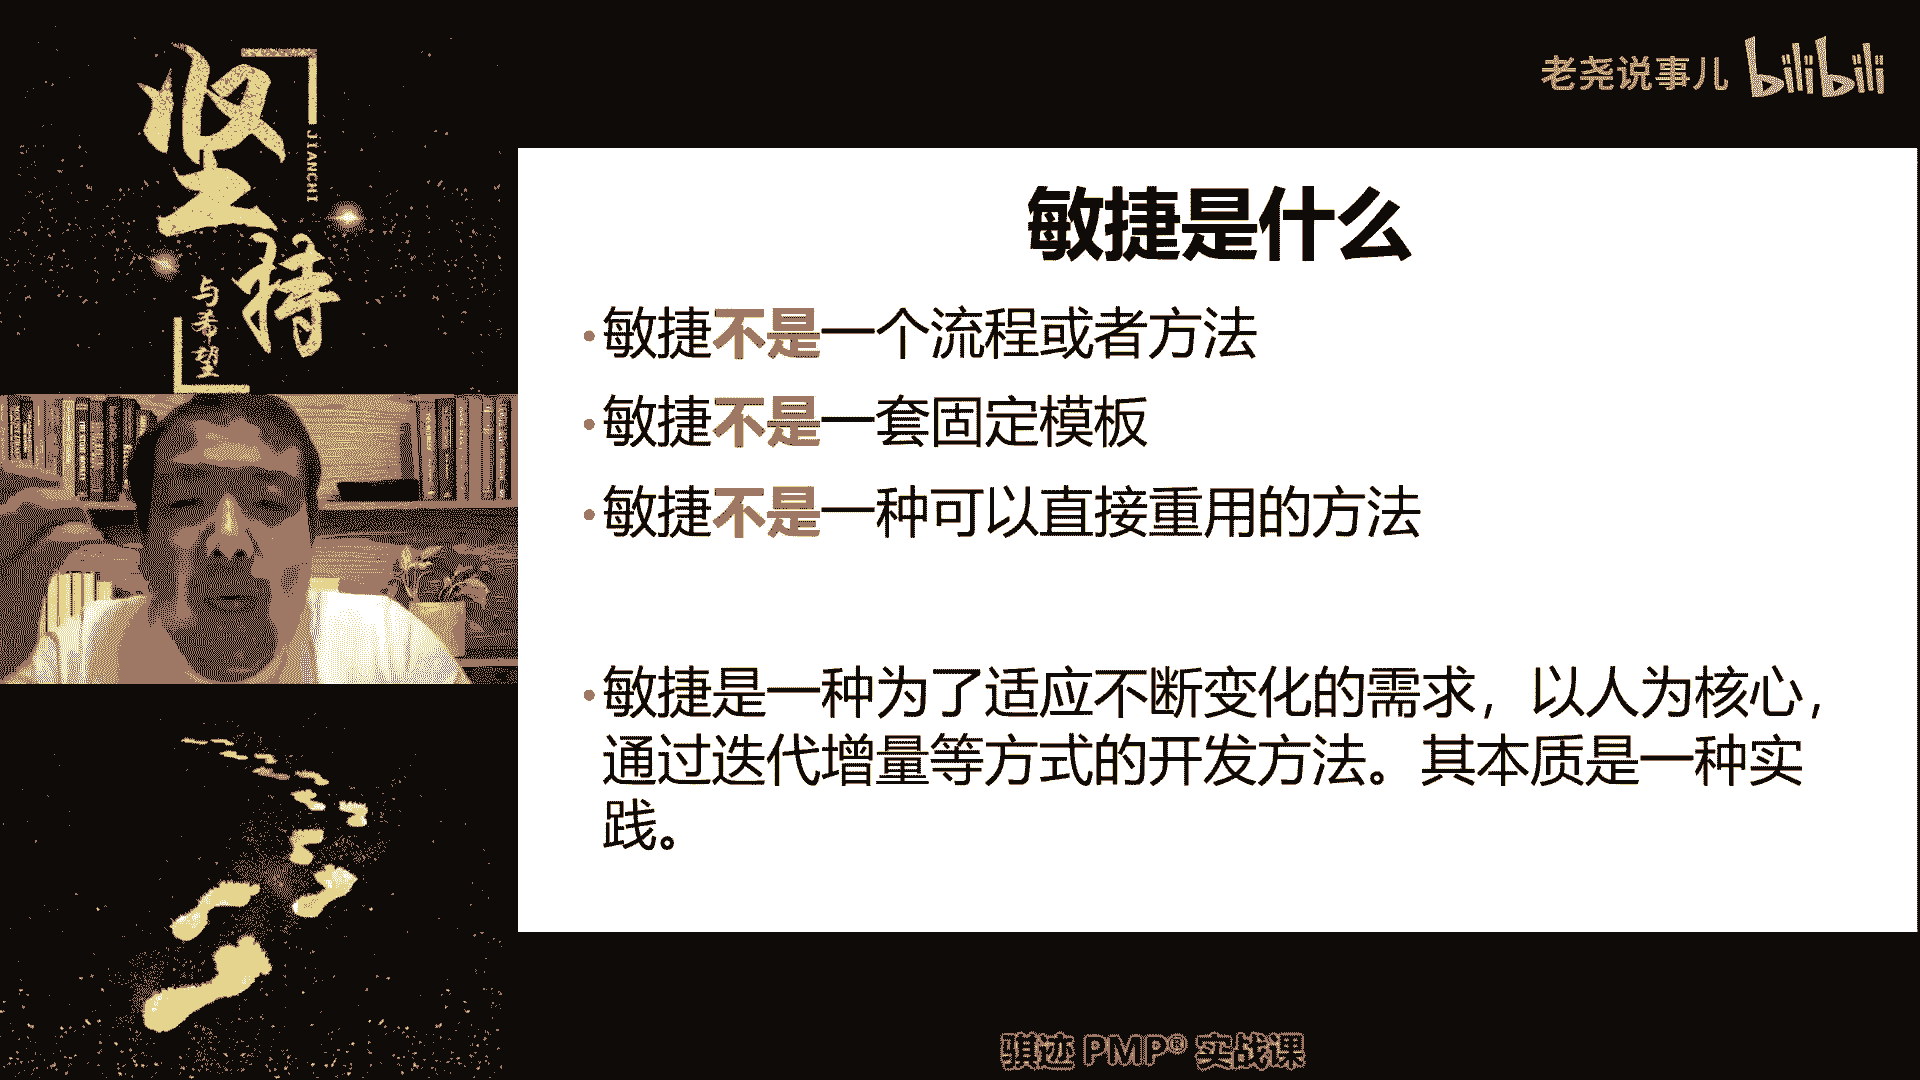 坚持
JIANCHI
与希望
老尧说事儿 bilibili
敏捷是什么
•敏捷不是一个流程或者方法
•敏捷不是一套固定模板
•敏捷不是一种可以直接重用的方法
•敏捷是一种为了适应不断变化的需求，以人为核心，
通过迭代增量等方式的开发方法。其本质是一种实
践。
骐迹 PMP® 实战课